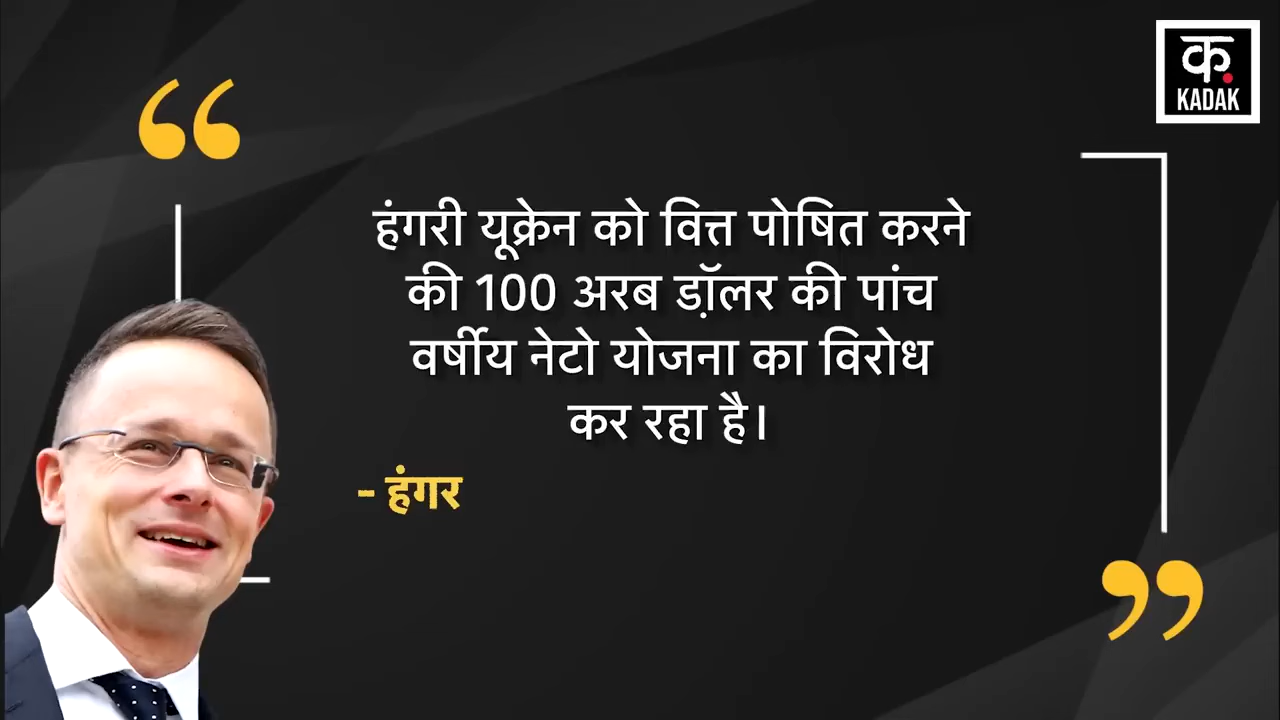 क
KADAK
हंगरी यूक्रेन को वित्त पोषित करने
की 100 अरब डॉ़लर की पांच
वर्षीय नेटो योजना का विरोध
कर रहा है।
- हंगर